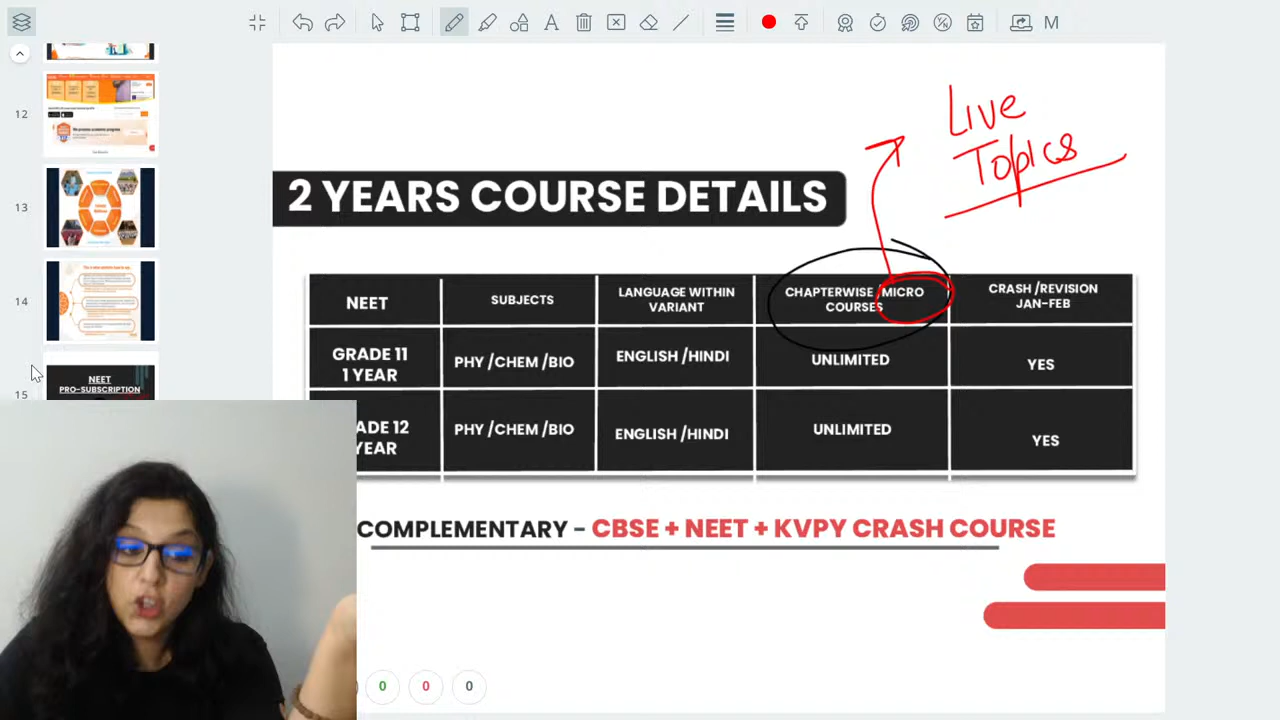 M
12
13
14
15
NEET
PRO-SUBSCRIPTION
Live
Topics
2 YEARS COURSE DETAILS
NEET
SUBJECTS
LANGUAGE WITHIN
VARIANT
CHAPTERWISE /MICRO
COURSES
CRASH /REVISION
JAN-FEB
GRADE 11
1 YEAR
PHY /CHEM /BIO
ENGLISH /HINDI
UNLIMITED
YES
ADE 12
YEAR
PHY /CHEM /BIO
ENGLISH /HINDI
UNLIMITED
YES
COMPLEMENTARY - CBSE + NEET + KVPY CRASH COURSE
0
0
0